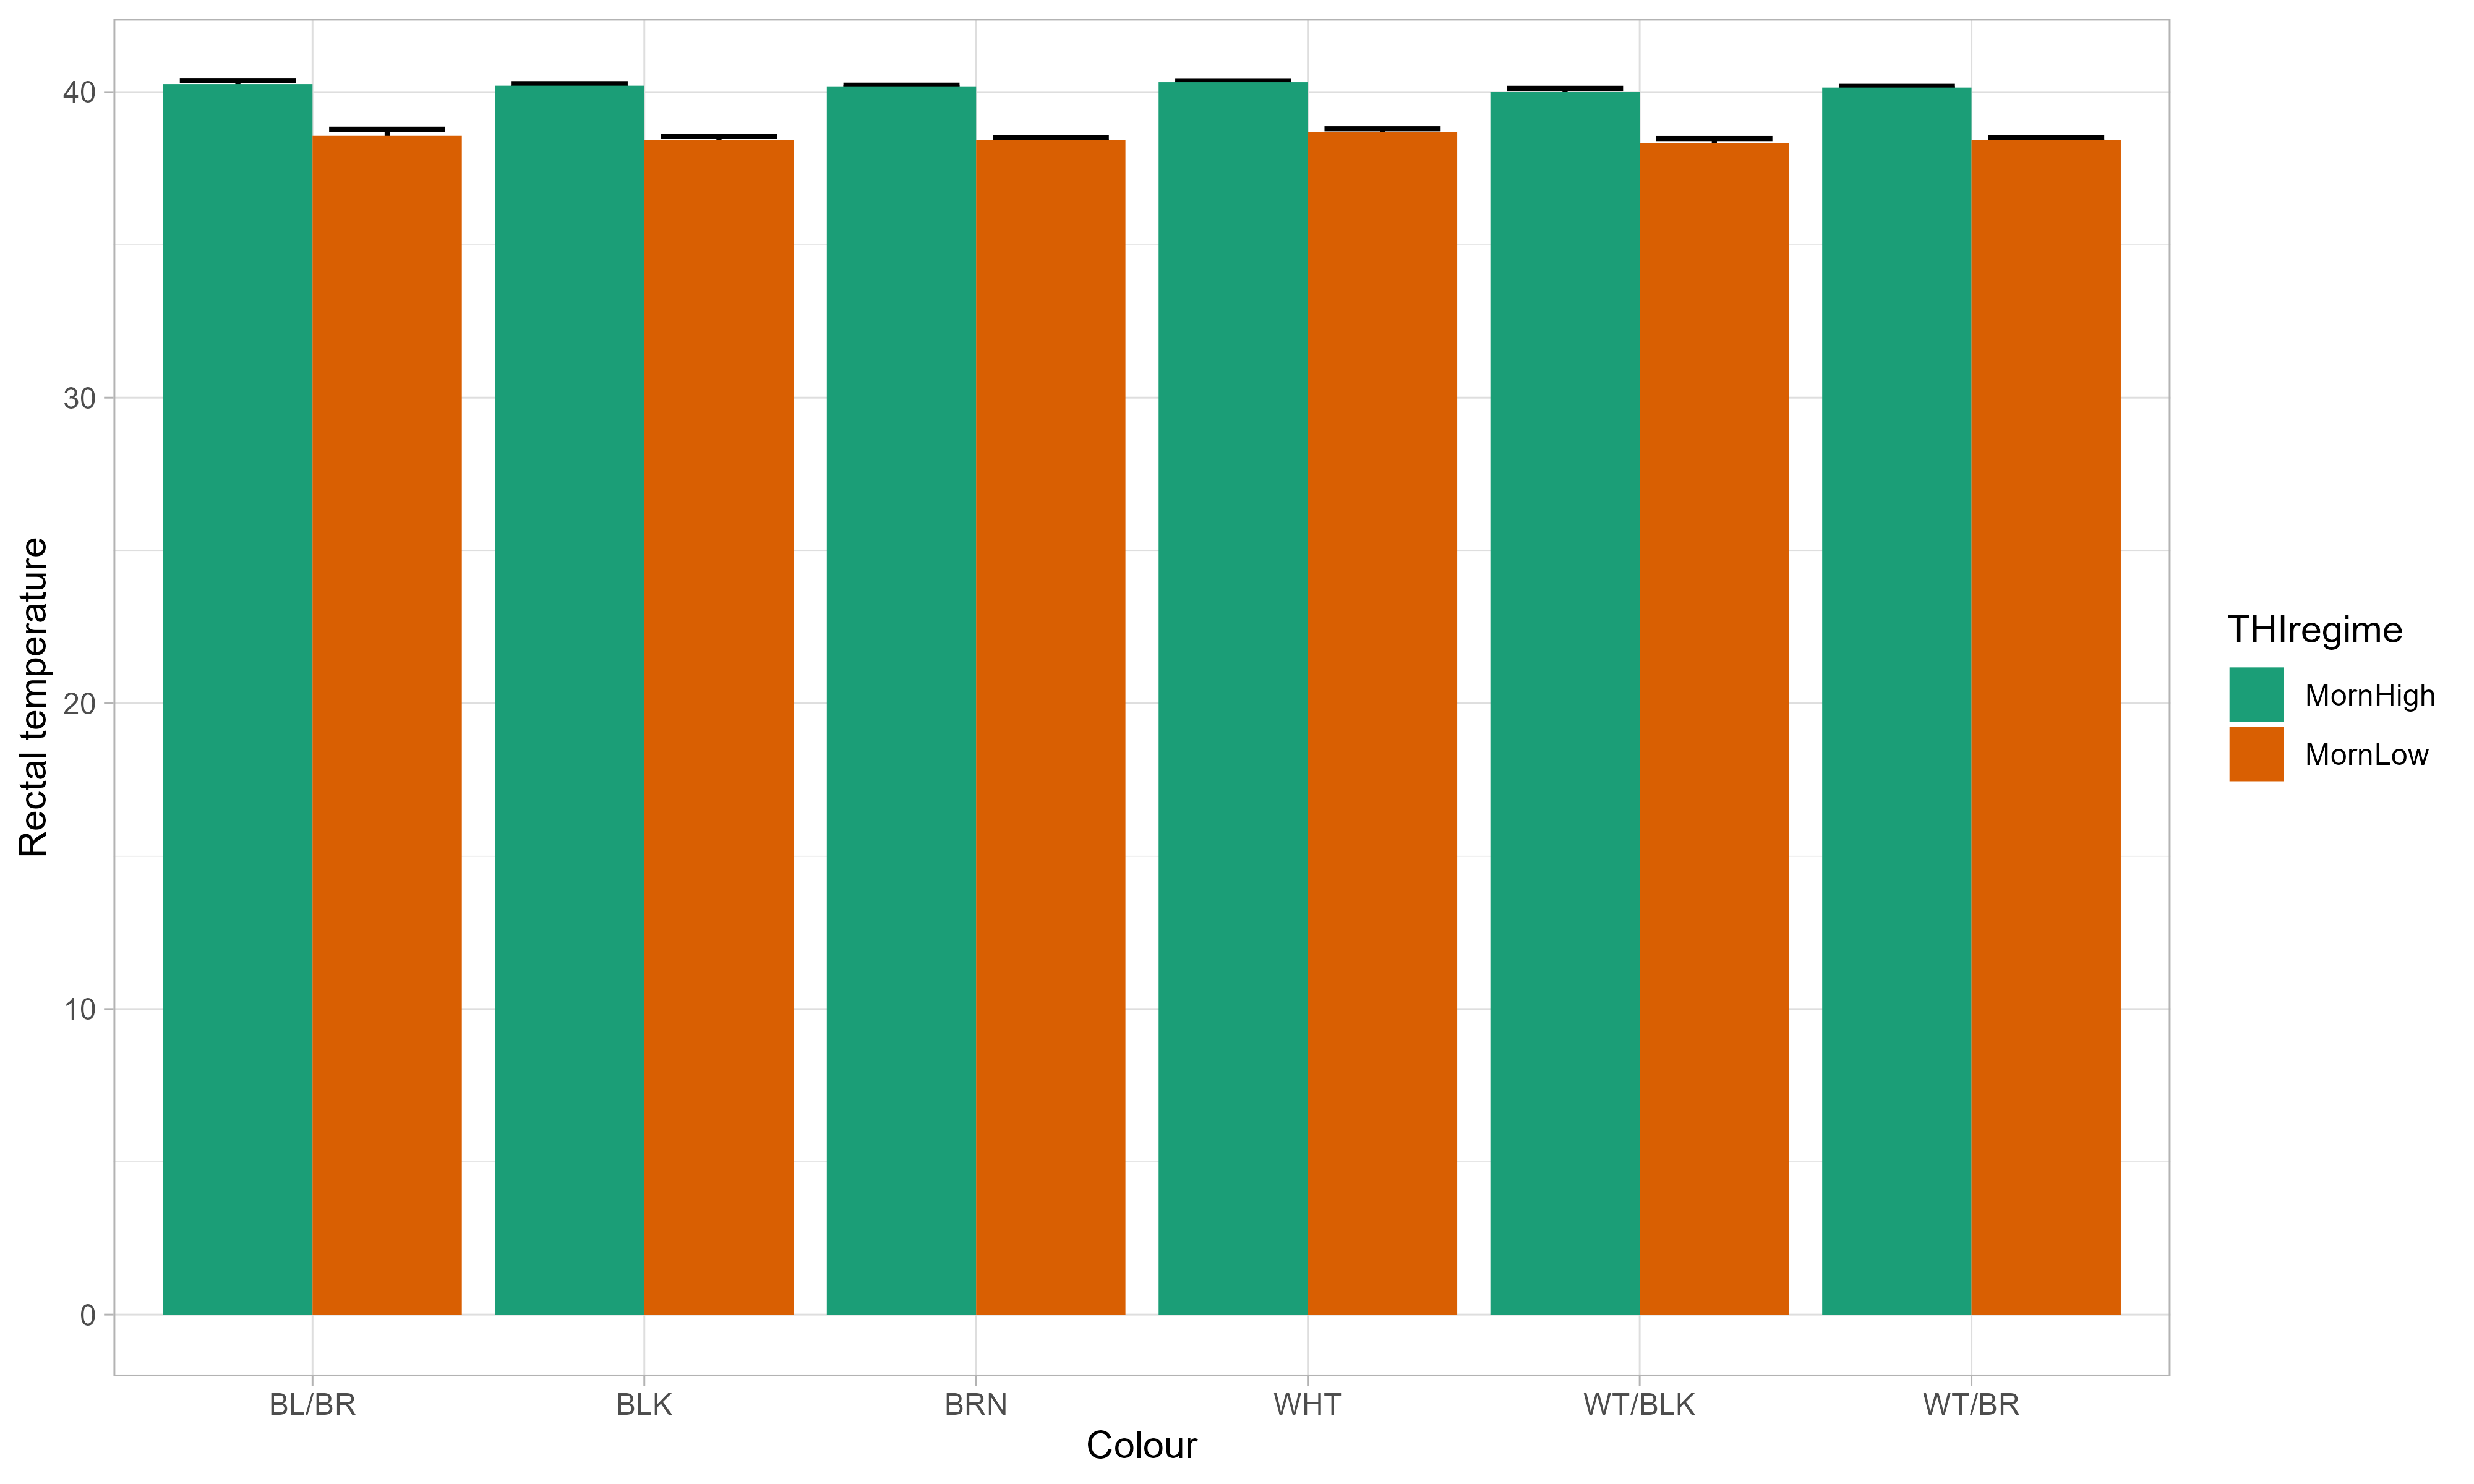 Rectal temperature
40
30
20
10
0
BL/BR BLK BRN WHT WT/BLK WT/BR
Colour
THIregime
MornHigh
MornLow